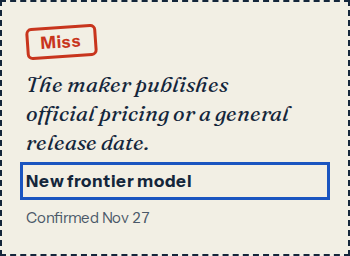 Miss
The maker publishes
official pricing or a general
release date.
New frontier model
Confirmed Nov 27